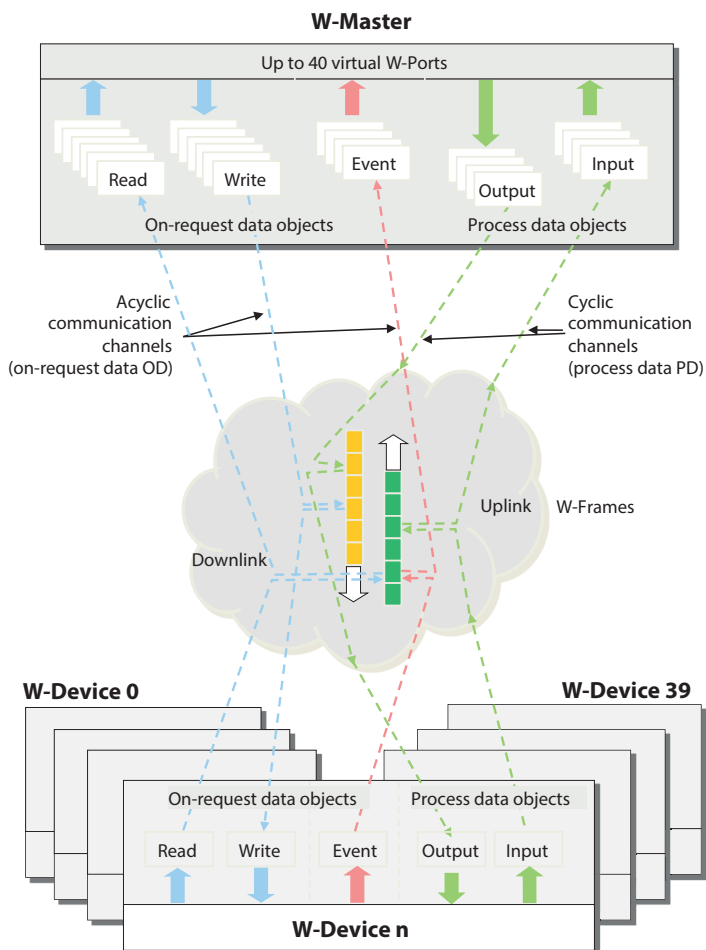 W-Master
Up to 40 virtual W-Ports
Read
Write
Event
Output
Input
On-request data objects
Process data objects
Acyclic
communication
channels
(on-request data OD)
Cyclic
communication
channels
(process data PD)
Uplink
W-Frames
Downlink
W-Device 0
W-Device 39
On-request data objects
Process data objects
Read
Write
Event
Output
Input
W-Device n